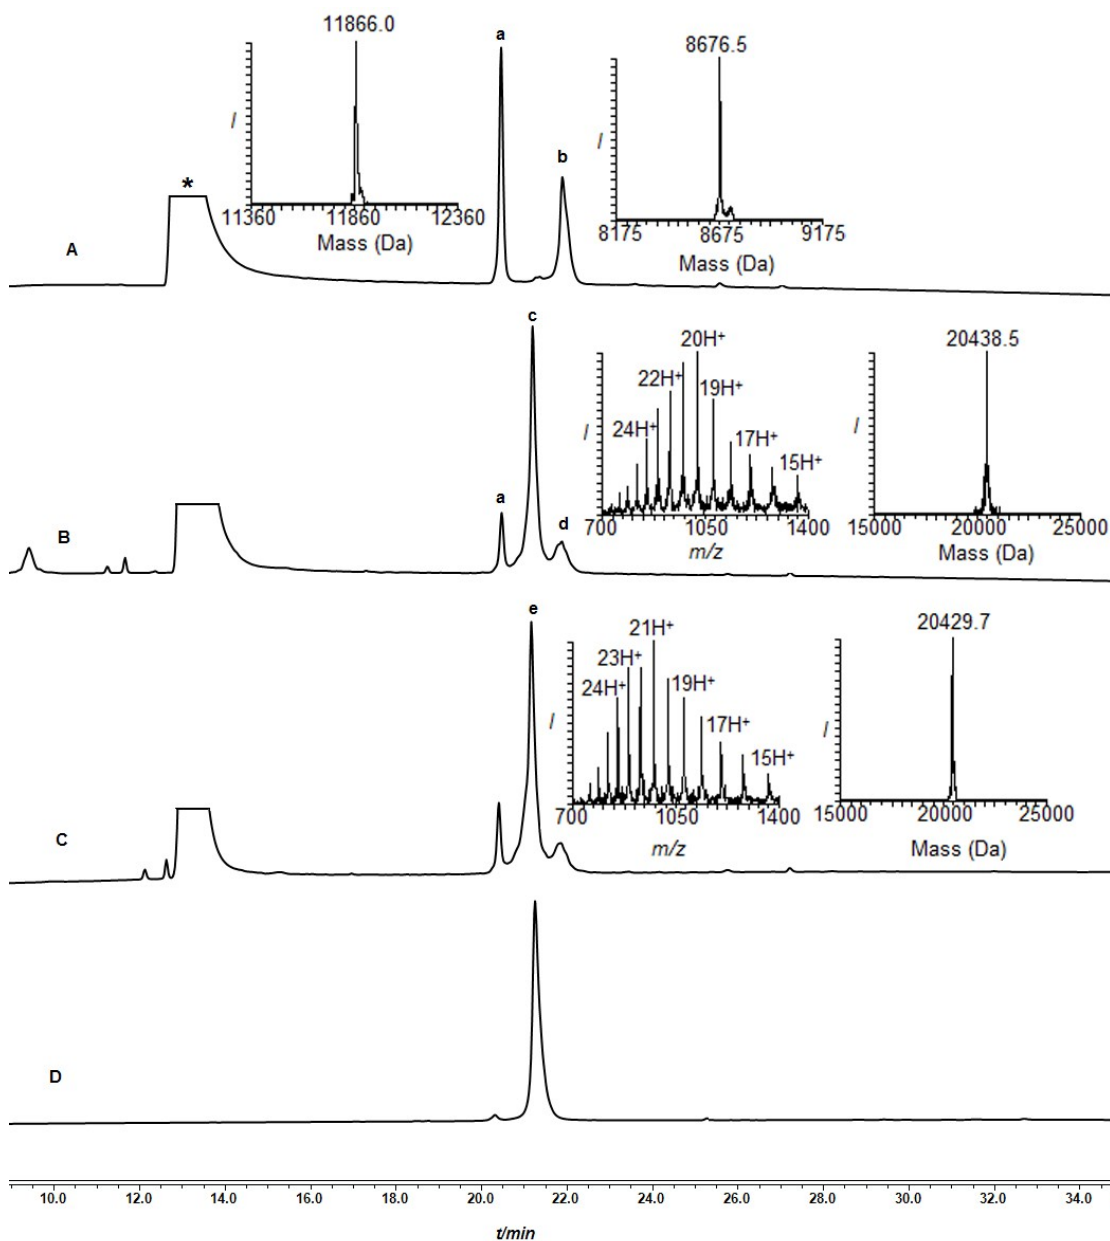 11866.0
a
8676.5
I
I
b
*
11360 11860 12360
Mass (Da)
8175 8675 9175
Mass (Da)
A
c
20H+
20438.5
22H+
19H+
24H+
17H+
15H+
I
I
a
d
700 1050 1400
m/z
15000 20000 25000
Mass (Da)
B
e
21H+
20429.7
23H+
24H+
19H+
17H+
15H+
I
I
700 1050 1400
m/z
15000 20000 25000
Mass (Da)
C
D
10.0 12.0 14.0 16.0 18.0 20.0 22.0 24.0 26.0 28.0 30.0 32.0 34.0
t/min